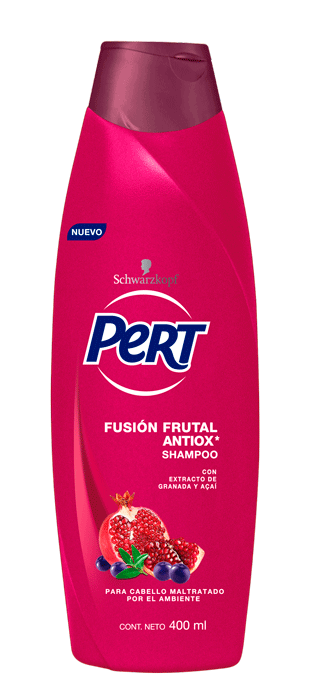 NUEVO
Schwarzkopf
PERT
FUSIÓN FRUTAL
ANTIOX*
SHAMPOO
CON
EXTRACTO DE
GRANADA Y AÇAÍ
PARA CABELLO MALTRATADO
POR EL AMBIENTE
CONT. NETO 400 ml